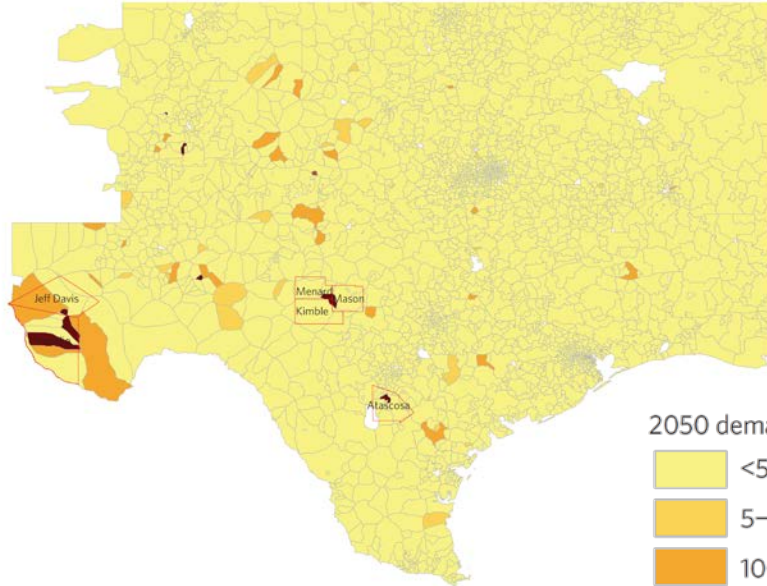 Menard
Jeff Davis
Mason
Kimble
Atascosa
2050 dema
<5
5–
10